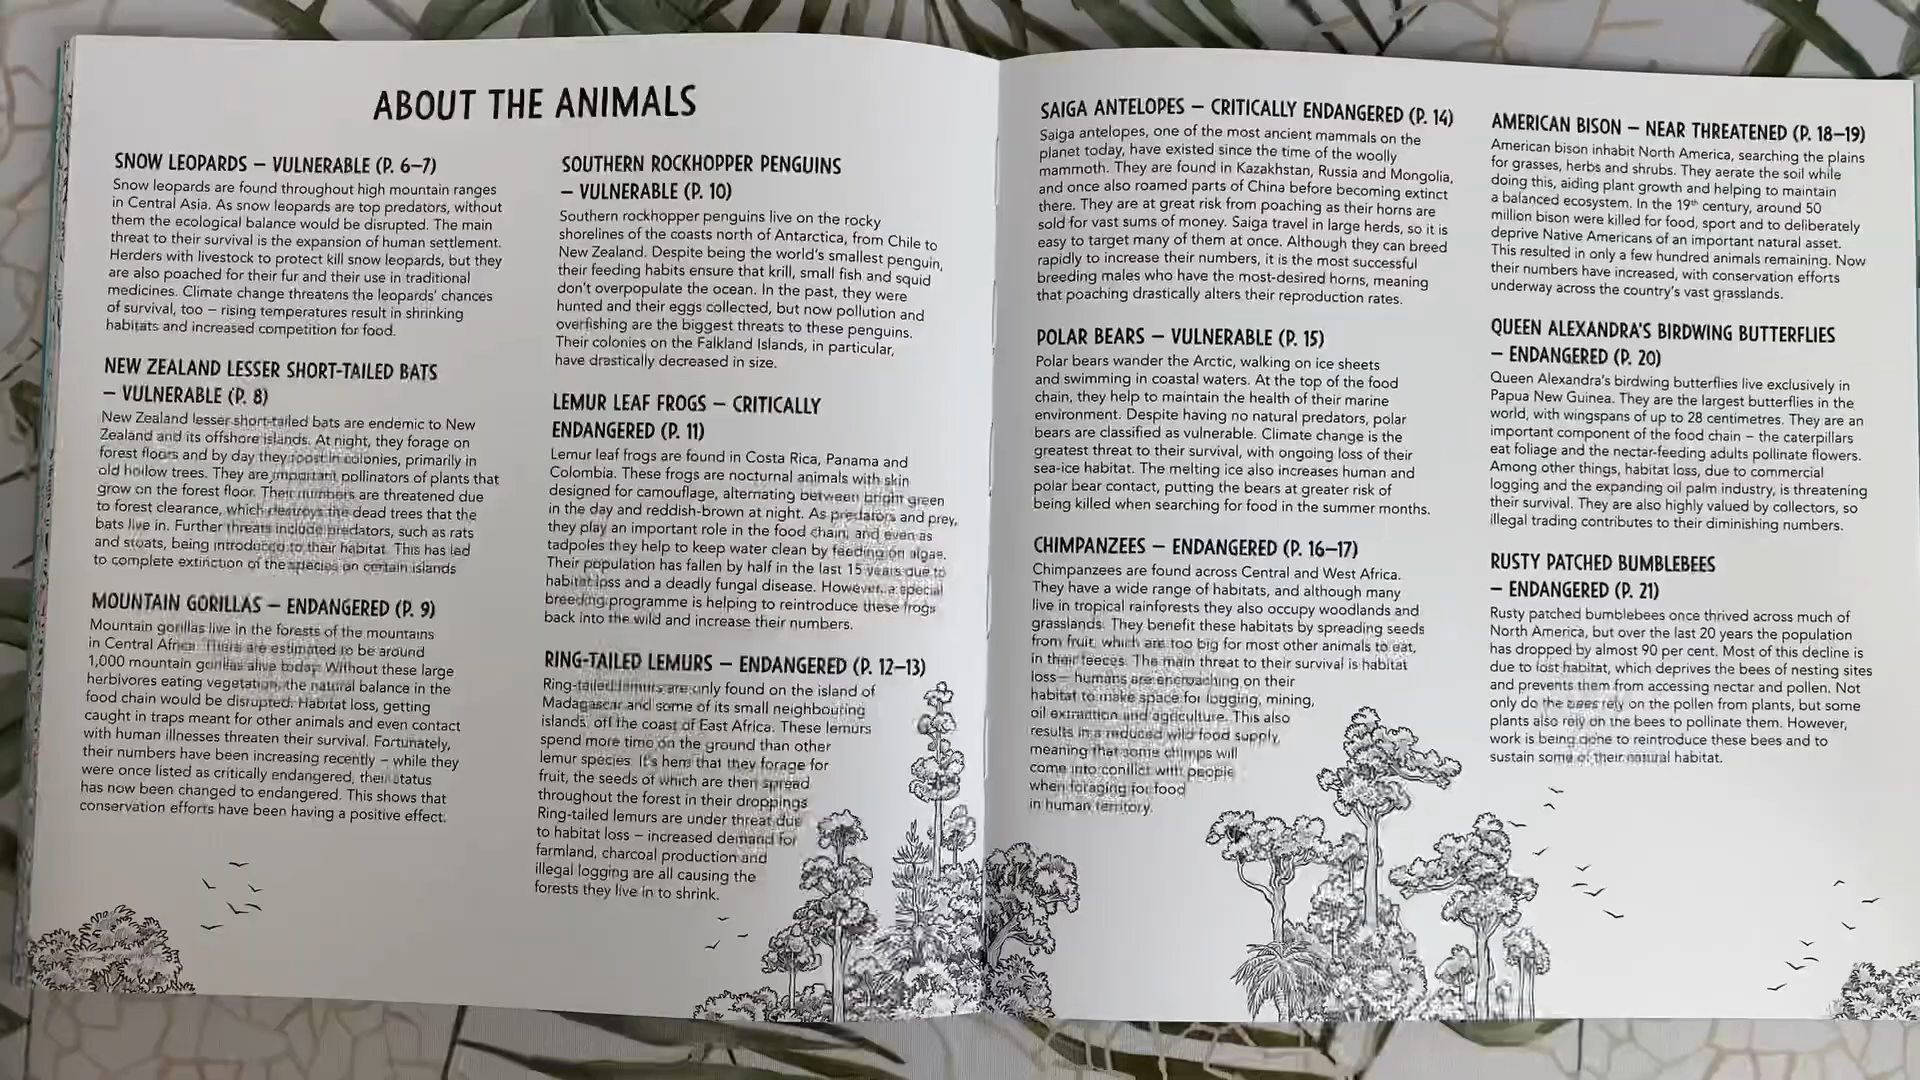 ABOUT THE ANIMALS
SNOW LEOPARDS – VULNERABLE (P. 6–7)
Snow leopards are found throughout high mountain ranges
in Central Asia. As snow leopards are top predators, without
them the ecological balance would be disrupted. The main
threat to their survival is the expansion of human settlement.
Herders with livestock to protect kill snow leopards, but they
are also poached for their fur and their use in traditional
medicines. Climate change threatens the leopards' chances
of survival, too – rising temperatures result in shrinking
habitats and increased competition for food.
NEW ZEALAND LESSER SHORT-TAILED BATS
– VULNERABLE (P. 8)
New Zealand lesser short-tailed bats are endemic to New
Zealand and its offshore islands. At night, they forage on
forest floors and by day they roost in colonies, primarily in
old hollow trees. They are important pollinators of plants that
grow on the forest floor. Their numbers are threatened due
to forest clearance, which destroys the dead trees that the
bats live in. Further threats include predators, such as rats
and stoats, being introduced to their habitat. This has led
to complete extinction of the species on certain islands
MOUNTAIN GORILLAS – ENDANGERED (P. 9)
Mountain gorillas live in the forests of the mountains
in Central Africa. There are estimated to be around
1,000 mountain gorillas alive today. Without these large
herbivores eating vegetation, the natural balance in the
food chain would be disrupted. Habitat loss, getting
caught in traps meant for other animals and even contact
with human illnesses threaten their survival. Fortunately,
their numbers have been increasing recently – while they
were once listed as critically endangered, their status
has now been changed to endangered. This shows that
conservation efforts have been having a positive effect.
SOUTHERN ROCKHOPPER PENGUINS
– VULNERABLE (P. 10)
Southern rockhopper penguins live on the rocky
shorelines of the coasts north of Antarctica, from Chile to
New Zealand. Despite being the world's smallest penguin,
their feeding habits ensure that krill, small fish and squid
don't overpopulate the ocean. In the past, they were
hunted and their eggs collected, but now pollution and
overfishing are the biggest threats to these penguins.
Their colonies on the Falkland Islands, in particular,
have drastically decreased in size.
LEMUR LEAF FROGS – CRITICALLY
ENDANGERED (P. 11)
Lemur leaf frogs are found in Costa Rica, Panama and
Colombia. These frogs are nocturnal animals with skin
designed for camouflage, alternating between bright green
in the day and reddish-brown at night. As predators and prey,
they play an important role in the food chain, and even as
tadpoles they help to keep water clean by feeding on algae.
Their population has fallen by half in the last 15 years due to
habitat loss and a deadly fungal disease. However, a special
breeding programme is helping to reintroduce these frogs
back into the wild and increase their numbers.
RING-TAILED LEMURS – ENDANGERED (P. 12–13)
Ring-tailed lemurs are only found on the island of
Madagascar and some of its small neighbouring
islands, off the coast of East Africa. These lemurs
spend more time on the ground than other
lemur species. It's here that they forage for
fruit, the seeds of which are then spread
throughout the forest in their droppings
Ring-tailed lemurs are under threat due
to habitat loss – increased demand for
farmland, charcoal production and
illegal logging are all causing the
forests they live in to shrink.
SAIGA ANTELOPES – CRITICALLY ENDANGERED (P. 14)
Saiga antelopes, one of the most ancient mammals on the
planet today, have existed since the time of the woolly
mammoth. They are found in Kazakhstan, Russia and Mongolia,
and once also roamed parts of China before becoming extinct
there. They are at great risk from poaching as their horns are
sold for vast sums of money. Saiga travel in large herds, so it is
easy to target many of them at once. Although they can breed
rapidly to increase their numbers, it is the most successful
breeding males who have the most-desired horns, meaning
that poaching drastically alters their reproduction rates.
POLAR BEARS – VULNERABLE (P. 15)
Polar bears wander the Arctic, walking on ice sheets
and swimming in coastal waters. At the top of the food
chain, they help to maintain the health of their marine
environment. Despite having no natural predators, polar
bears are classified as vulnerable. Climate change is the
greatest threat to their survival, with ongoing loss of their
sea-ice habitat. The melting ice also increases human and
polar bear contact, putting the bears at greater risk of
being killed when searching for food in the summer months.
CHIMPANZEES – ENDANGERED (P. 16–17)
Chimpanzees are found across Central and West Africa.
They have a wide range of habitats, and although many
live in tropical rainforests they also occupy woodlands and
grasslands. They benefit these habitats by spreading seeds
from fruit, which are too big for most other animals to eat,
in their faeces. The main threat to their survival is habitat
loss – humans are encroaching on their
habitat to make space for logging, mining,
oil extraction and agriculture. This also
results in a reduced wild food supply,
meaning that some chimps will
come into conflict with people
when foraging for food
in human territory.
AMERICAN BISON – NEAR THREATENED (P. 18–19)
American bison inhabit North America, searching the plains
for grasses, herbs and shrubs. They aerate the soil while
doing this, aiding plant growth and helping to maintain
a balanced ecosystem. In the 19th century, around 50
million bison were killed for food, sport and to deliberately
deprive Native Americans of an important natural asset.
This resulted in only a few hundred animals remaining. Now
their numbers have increased, with conservation efforts
underway across the country's vast grasslands.
QUEEN ALEXANDRA'S BIRDWING BUTTERFLIES
– ENDANGERED (P. 20)
Queen Alexandra's birdwing butterflies live exclusively in
Papua New Guinea. They are the largest butterflies in the
world, with wingspans of up to 28 centimetres. They are an
important component of the food chain – the caterpillars
eat foliage and the nectar-feeding adults pollinate flowers.
Among other things, habitat loss, due to commercial
logging and the expanding oil palm industry, is threatening
their survival. They are also highly valued by collectors, so
illegal trading contributes to their diminishing numbers.
RUSTY PATCHED BUMBLEBEES
– ENDANGERED (P. 21)
Rusty patched bumblebees once thrived across much of
North America, but over the last 20 years the population
has dropped by almost 90 per cent. Most of this decline is
due to lost habitat, which deprives the bees of nesting sites
and prevents them from accessing nectar and pollen. Not
only do the bees rely on the pollen from plants, but some
plants also rely on the bees to pollinate them. However,
work is being done to reintroduce these bees and to
sustain some of their natural habitat.